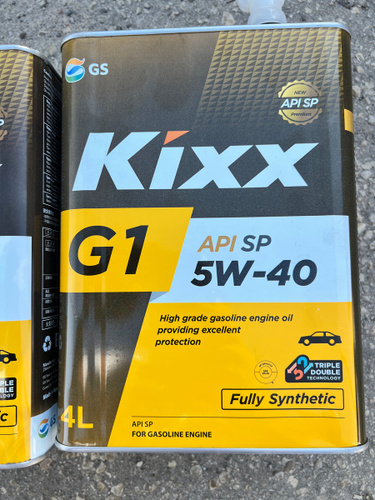 GS
NEW
API SP
Premium
Kixx
G1
API SP
5W-40
High grade gasoline engine oil
providing excellent
protection
TRIPLE
DOUBLE
TECHNOLOGY
Fully Synthetic
4L
API SP
FOR GASOLINE ENGINE